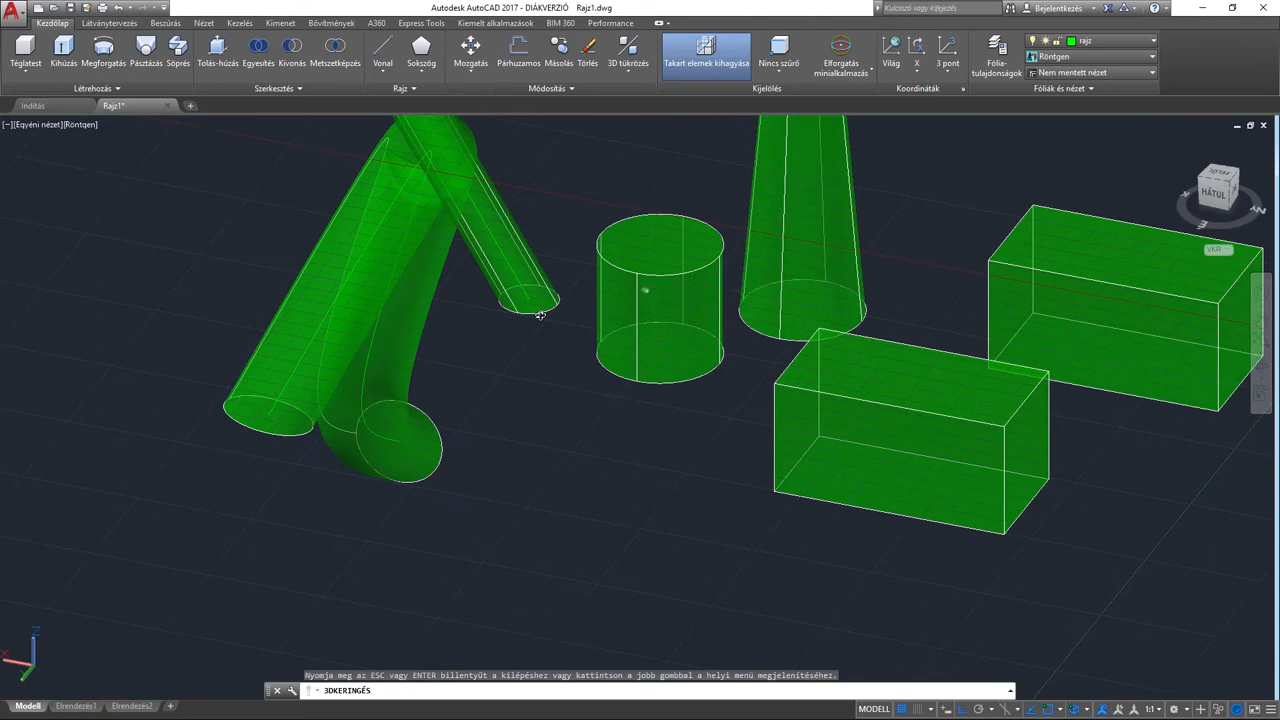 Autodesk AutoCAD 2017 - DIÁKVERZIÓ Rajz1.dwg
Kulcsszó vagy kifejezés
Bejelentkezés
Kezdőlap Látványtervezés Beszúrás Nézet Kezelés Kimenet Bővítmények A360 Express Tools Kiemelt alkalmazások BIM 360 Performance
rajz
Téglatest Kihúzás Megforgatás Pásztázás Söprés Tolás-húzás Egyesítés Kivonás Metszetképzés Vonal Sokszög Mozgatás Párhuzamos Másolás Törlés 3D tükrözés Takart elemek kihagyása Nincs szűrő Elforgatás minialkalmazás Világ X 3 pont Fólia-tulajdonságok
Röntgen
Nem mentett nézet
Létrehozás Szerkesztés Rajz Módosítás Kijelölés Koordináták Fóliák és nézet
Indítás Rajz1*
[−][Egyéni nézet][Röntgen]
FELÜL
HÁTUL
É
NY
VKR
Z
X
Y
Nyomja meg az ESC vagy ENTER billentyűt a kilépéshez vagy kattintson a jobb gombbal a helyi menü megjelenítéséhez.
3DKERINGÉS
Modell Elrendezés1 Elrendezés2 +
MODELL 1:1